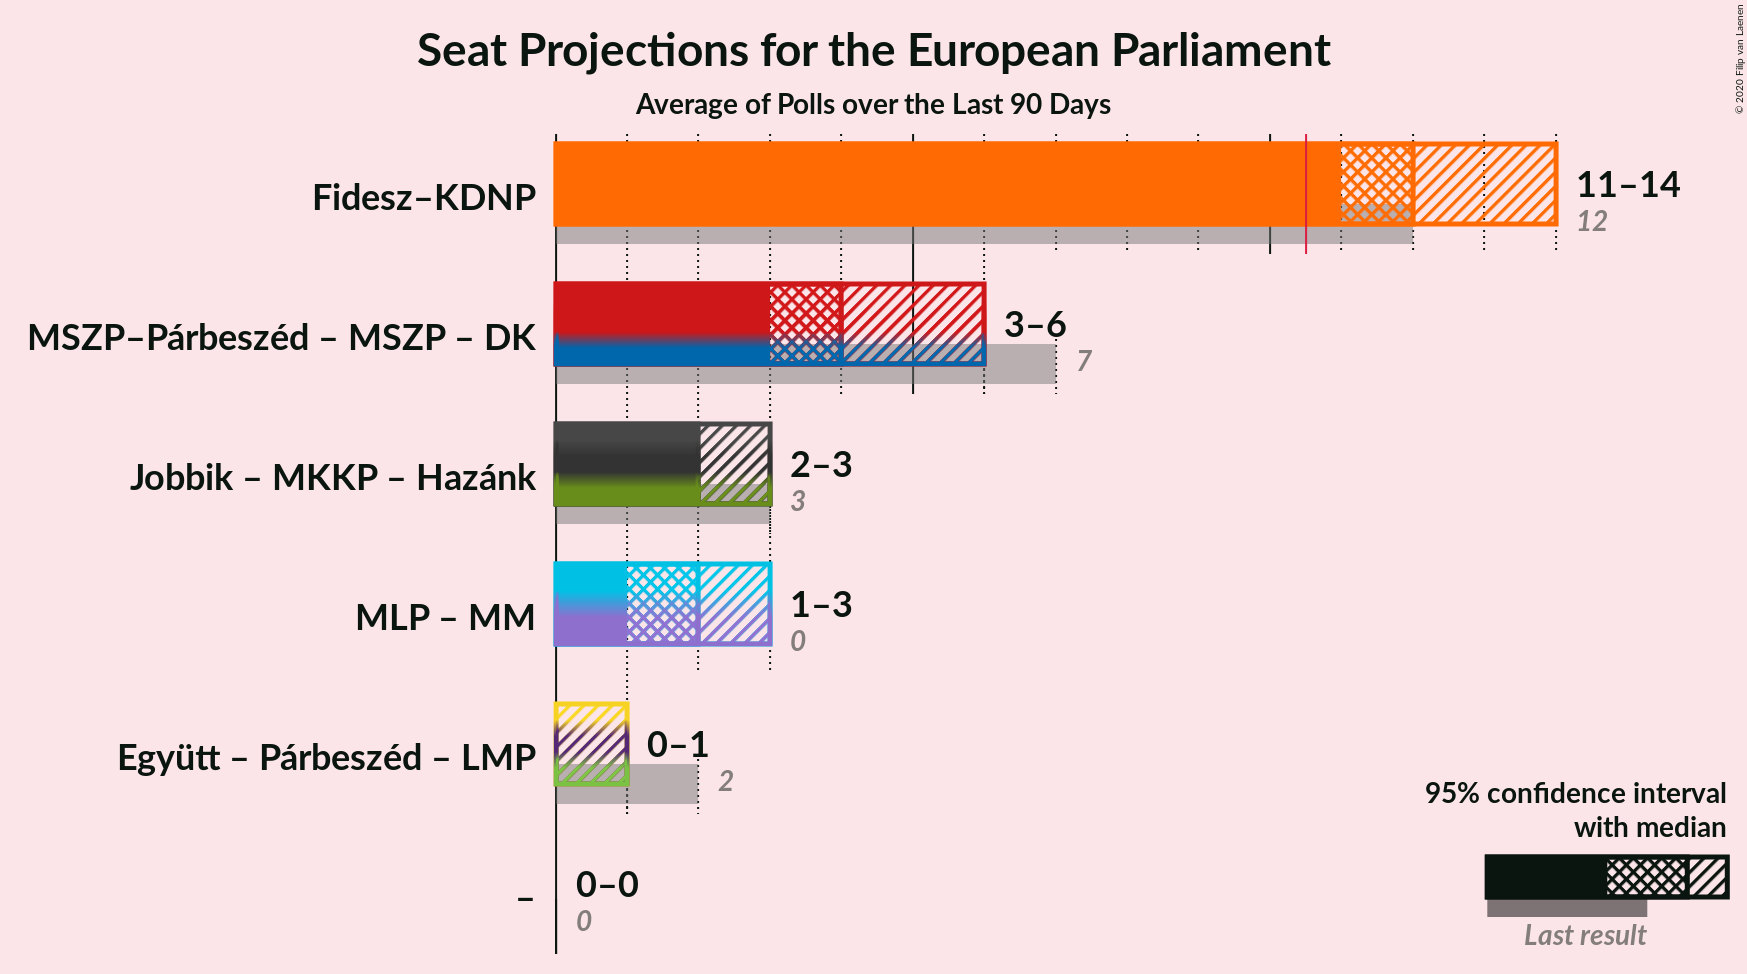 Seat Projections for the European Parliament
Average of Polls over the Last 90 Days
© 2020 Filip van Laenen
Fidesz–KDNP
11–14
12
MSZP–Párbeszéd – MSZP – DK
3–6
7
Jobbik – MKKP – Hazánk
2–3
3
MLP – MM
1–3
0
Együtt – Párbeszéd – LMP
0–1
2
–
0–0
0
95% confidence interval
with median
Last result